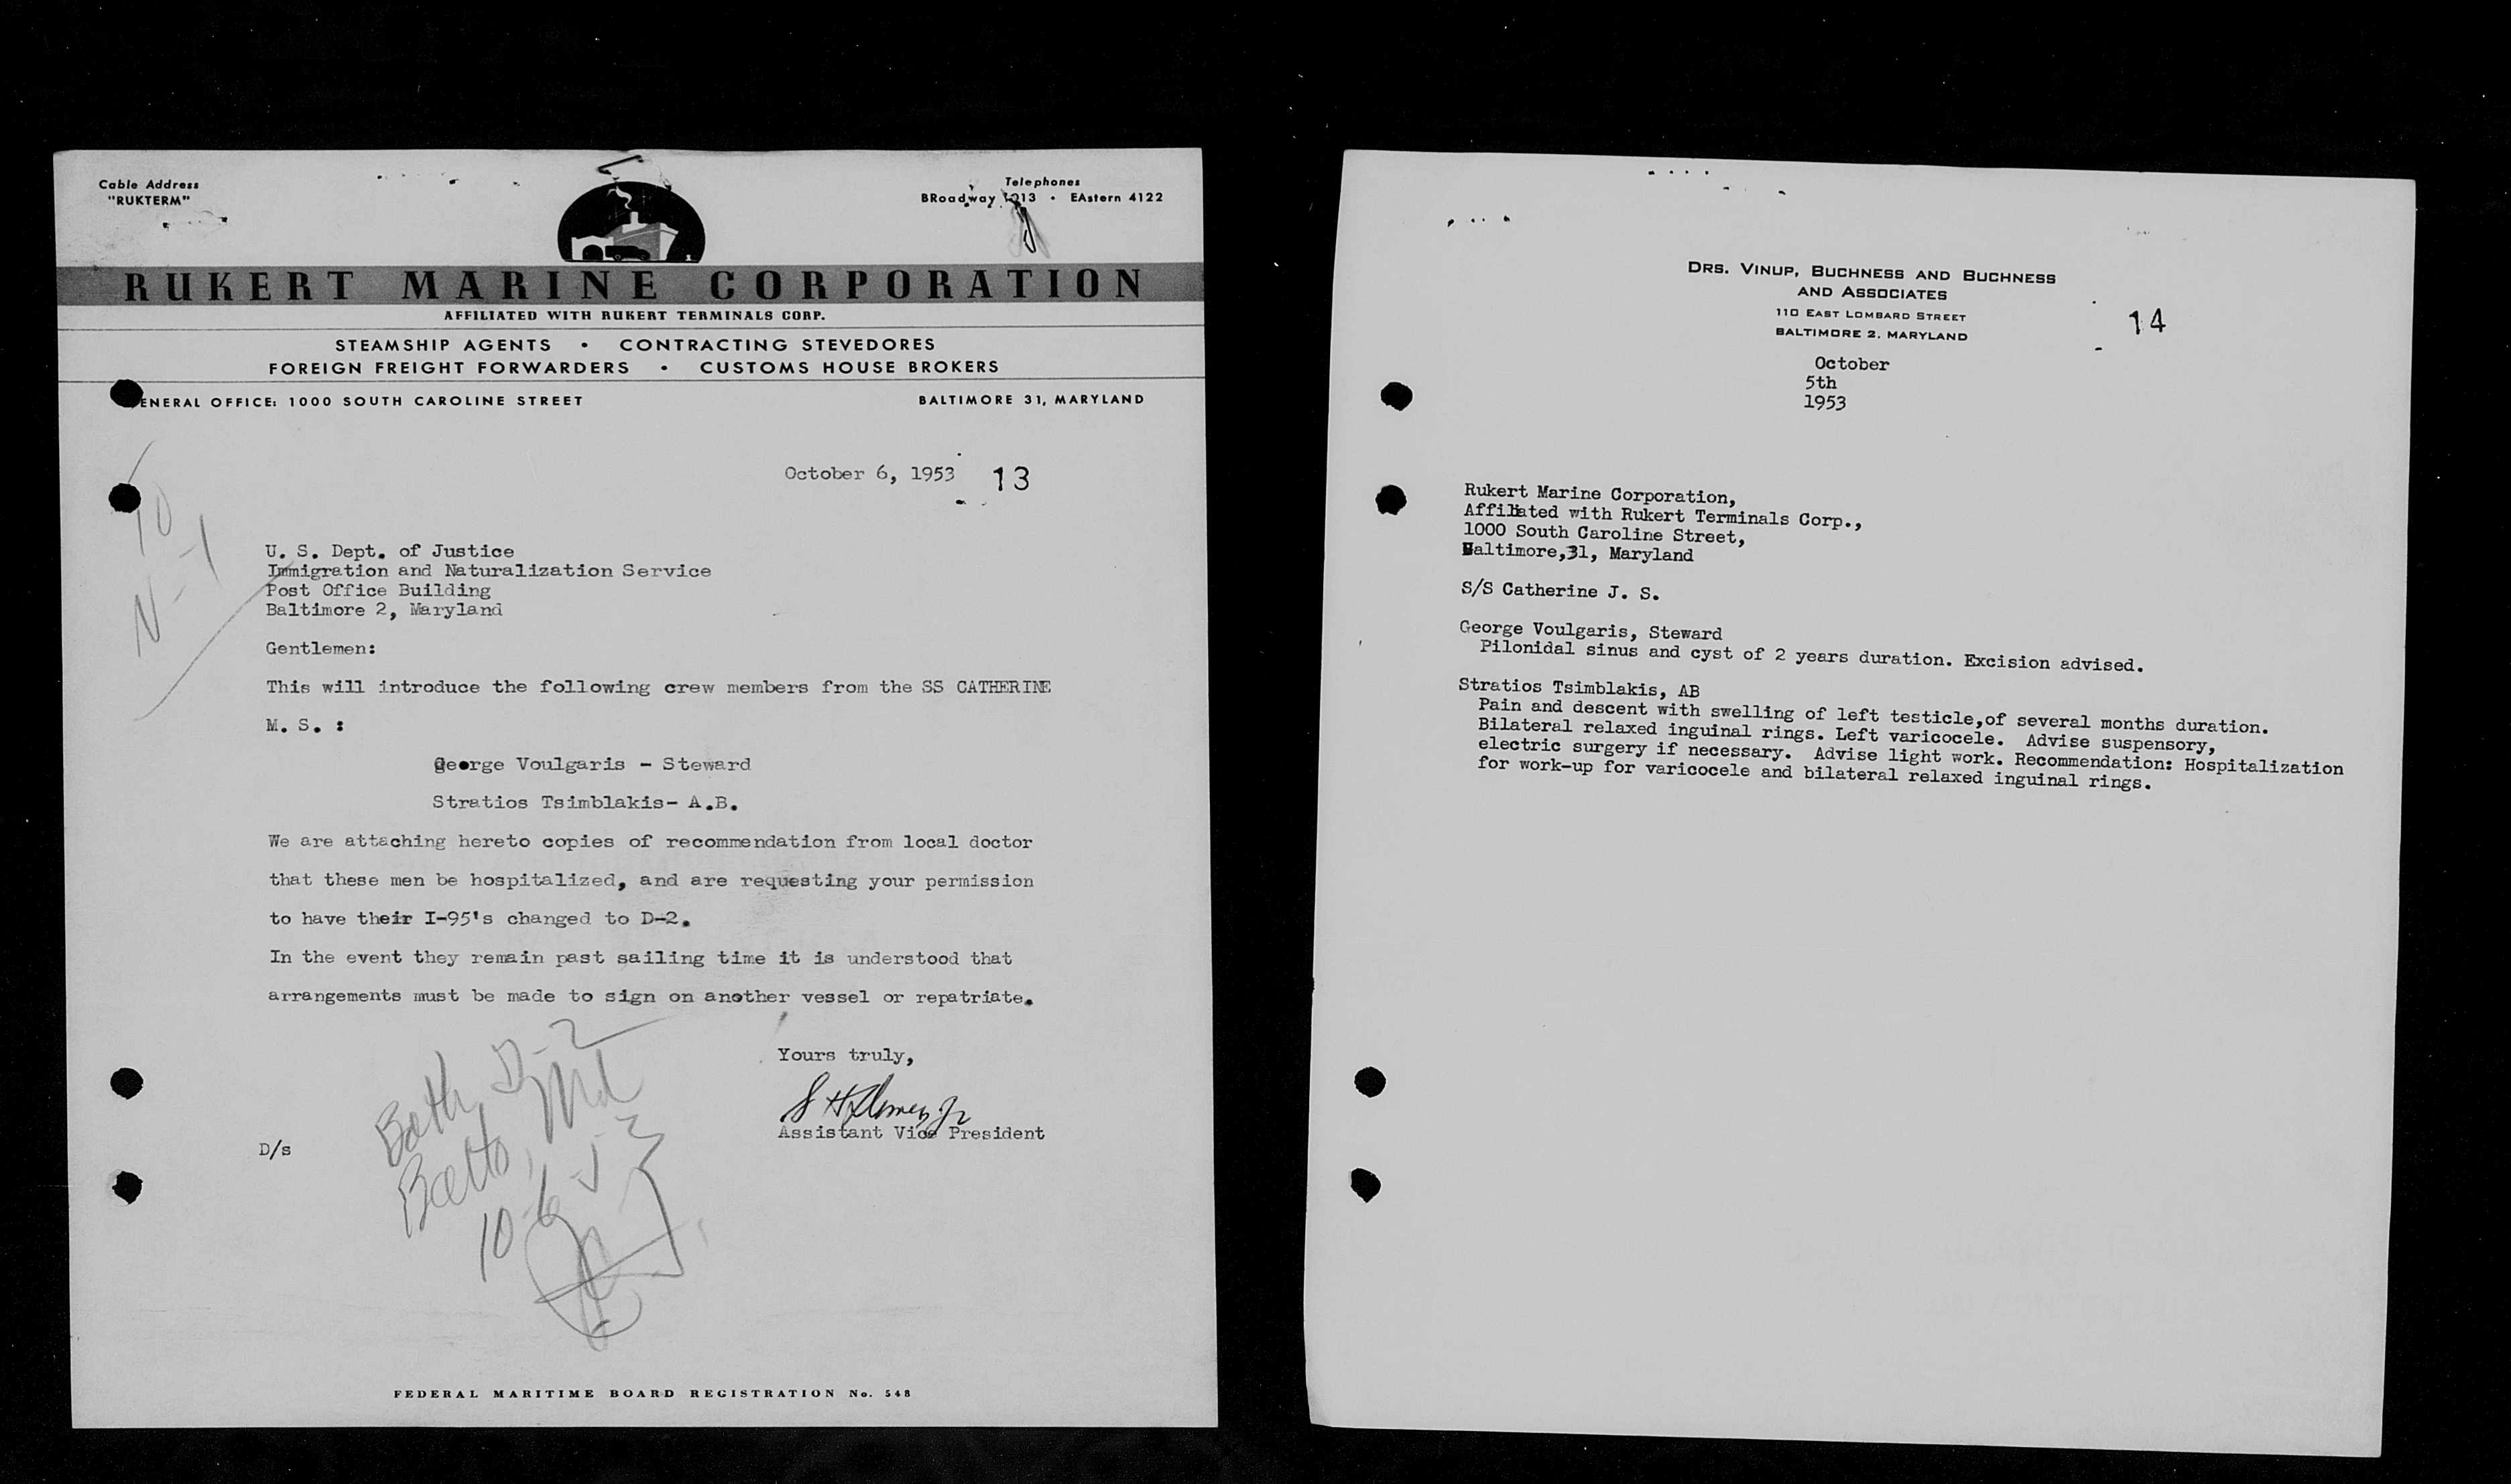 Cable Address
"RUKTERM"
Telephones
BRoadway 1013 • EAstern 4122
RUKERT MARINE CORPORATION
AFFILIATED WITH RUKERT TERMINALS CORP.
STEAMSHIP AGENTS • CONTRACTING STEVEDORES
FOREIGN FREIGHT FORWARDERS • CUSTOMS HOUSE BROKERS
ENERAL OFFICE: 1000 SOUTH CAROLINE STREET BALTIMORE 31, MARYLAND
October 6, 1953 13
10
N-1
U. S. Dept. of Justice
Immigration and Naturalization Service
Post Office Building
Baltimore 2, Maryland
Gentlemen:
This will introduce the following crew members from the SS CATHERINE
M. S. :
George Voulgaris - Steward
Stratios Tsimblakis- A.B.
We are attaching hereto copies of recommendation from local doctor
that these men be hospitalized, and are requesting your permission
to have their I-95's changed to D-2.
In the event they remain past sailing time it is understood that
arrangements must be made to sign on another vessel or repatriate.
Yours truly,
Assistant Vice President
D/s
Both D-2
Balto, Md
10-6-53
FEDERAL MARITIME BOARD REGISTRATION No. 548
DRS. VINUP, BUCHNESS AND BUCHNESS
AND ASSOCIATES
110 EAST LOMBARD STREET
BALTIMORE 2, MARYLAND
14
October
5th
1953
Rukert Marine Corporation,
Affiliated with Rukert Terminals Corp.,
1000 South Caroline Street,
Baltimore,31, Maryland
S/S Catherine J. S.
George Voulgaris, Steward
Pilonidal sinus and cyst of 2 years duration. Excision advised.
Stratios Tsimblakis, AB
Pain and descent with swelling of left testicle,of several months duration.
Bilateral relaxed inguinal rings. Left varicocele. Advise suspensory,
electric surgery if necessary. Advise light work. Recommendation: Hospitalization
for work-up for varicocele and bilateral relaxed inguinal rings.